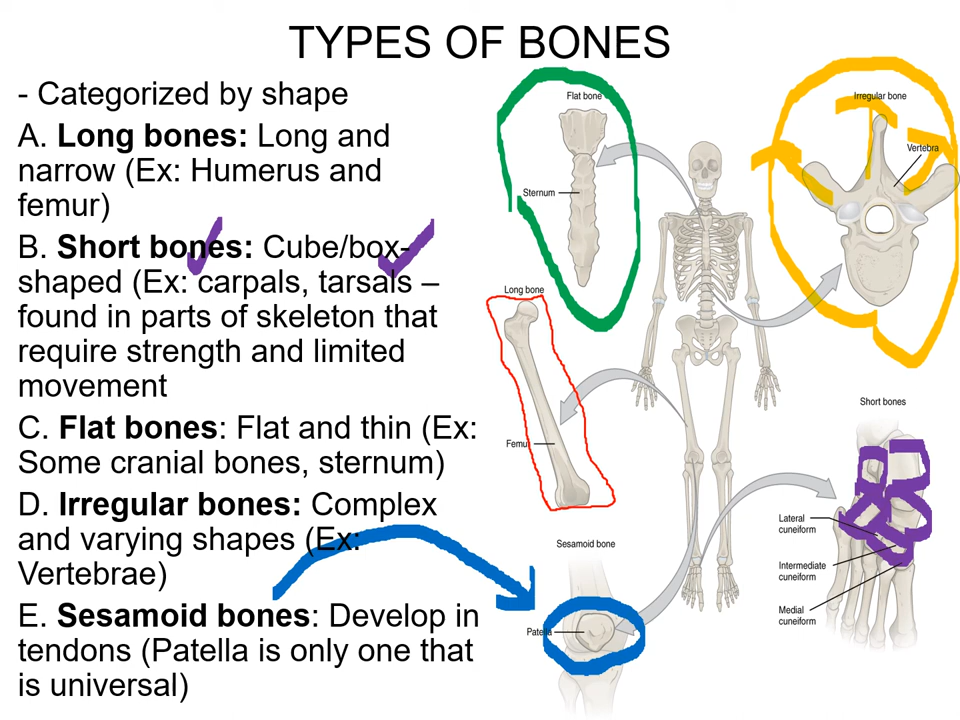 TYPES OF BONES
- Categorized by shape
A. Long bones: Long and
narrow (Ex: Humerus and
femur)
B. Short bones: Cube/box-
shaped (Ex: carpals, tarsals –
found in parts of skeleton that
require strength and limited
movement
C. Flat bones: Flat and thin (Ex:
Some cranial bones, sternum)
D. Irregular bones: Complex
and varying shapes (Ex:
Vertebrae)
E. Sesamoid bones: Develop in
tendons (Patella is only one that
is universal)
Flat bone
Sternum
Irregular bone
Vertebra
Long bone
Femur
Short bones
Lateral
cuneiform
Intermediate
cuneiform
Medial
cuneiform
Sesamoid bone
Patella